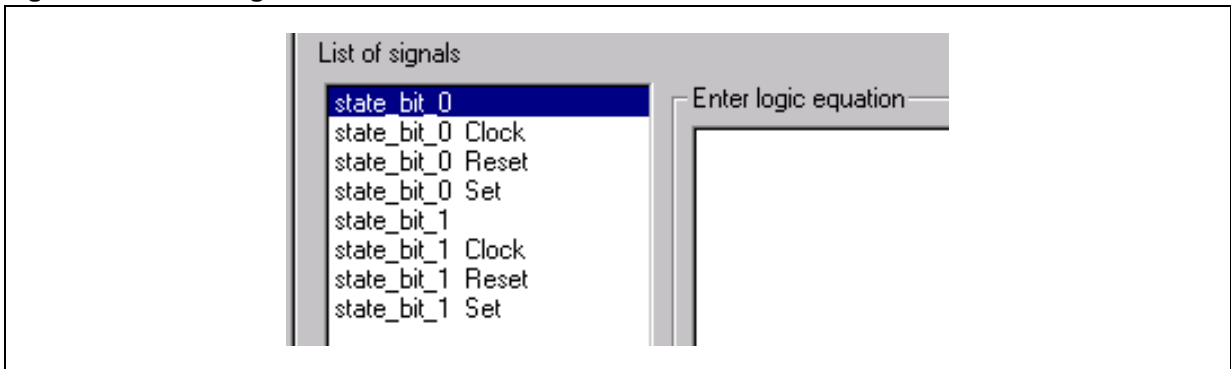 List of signals
state_bit_0
state_bit_0 Clock
state_bit_0 Reset
state_bit_0 Set
state_bit_1
state_bit_1 Clock
state_bit_1 Reset
state_bit_1 Set
Enter logic equation